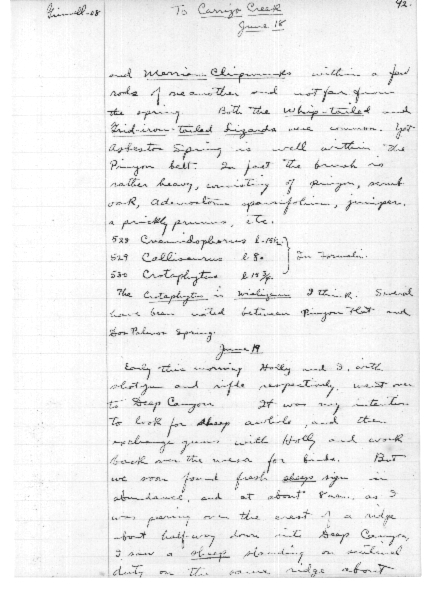 Grinnell-08
To Carrizo Creek
92.
June 18
and Merriam Chipmunks within a few
rods of one another and not far from
the spring. Both the Whip-tailed and
Grid-iron-tailed Lizards were common. Yet
Asbestos Spring is well within the
Pinyon belt. In fact the brush is
rather heavy, consisting of pinyon, scrub
oak, Adenostoma sparsifolium, juniper,
a prickly prunus, etc.
528 Cnemidophorus l. 13½
529 Callisaurus l. 8 } In Formalin.
530 Crotaphytus l. 13¾
The Crotaphytus is wislizenii I think. Several
have been noted between Pinyon Flat and
Dos Palmos Spring.
June 19
Early this morning Holly and I, with
shotgun and rifle respectively, went over
to Deep Canyon. It was my intention
to look for sheep awhile, and then
exchange guns with Holly and work
back over the mesa for birds. But
we soon found fresh sheep sign in
abundance, and at about 8 a.m. as I
was peering over the crest of a ridge
about half-way down into Deep Canyon,
I saw a sheep standing on sentinel
duty on the same ridge about